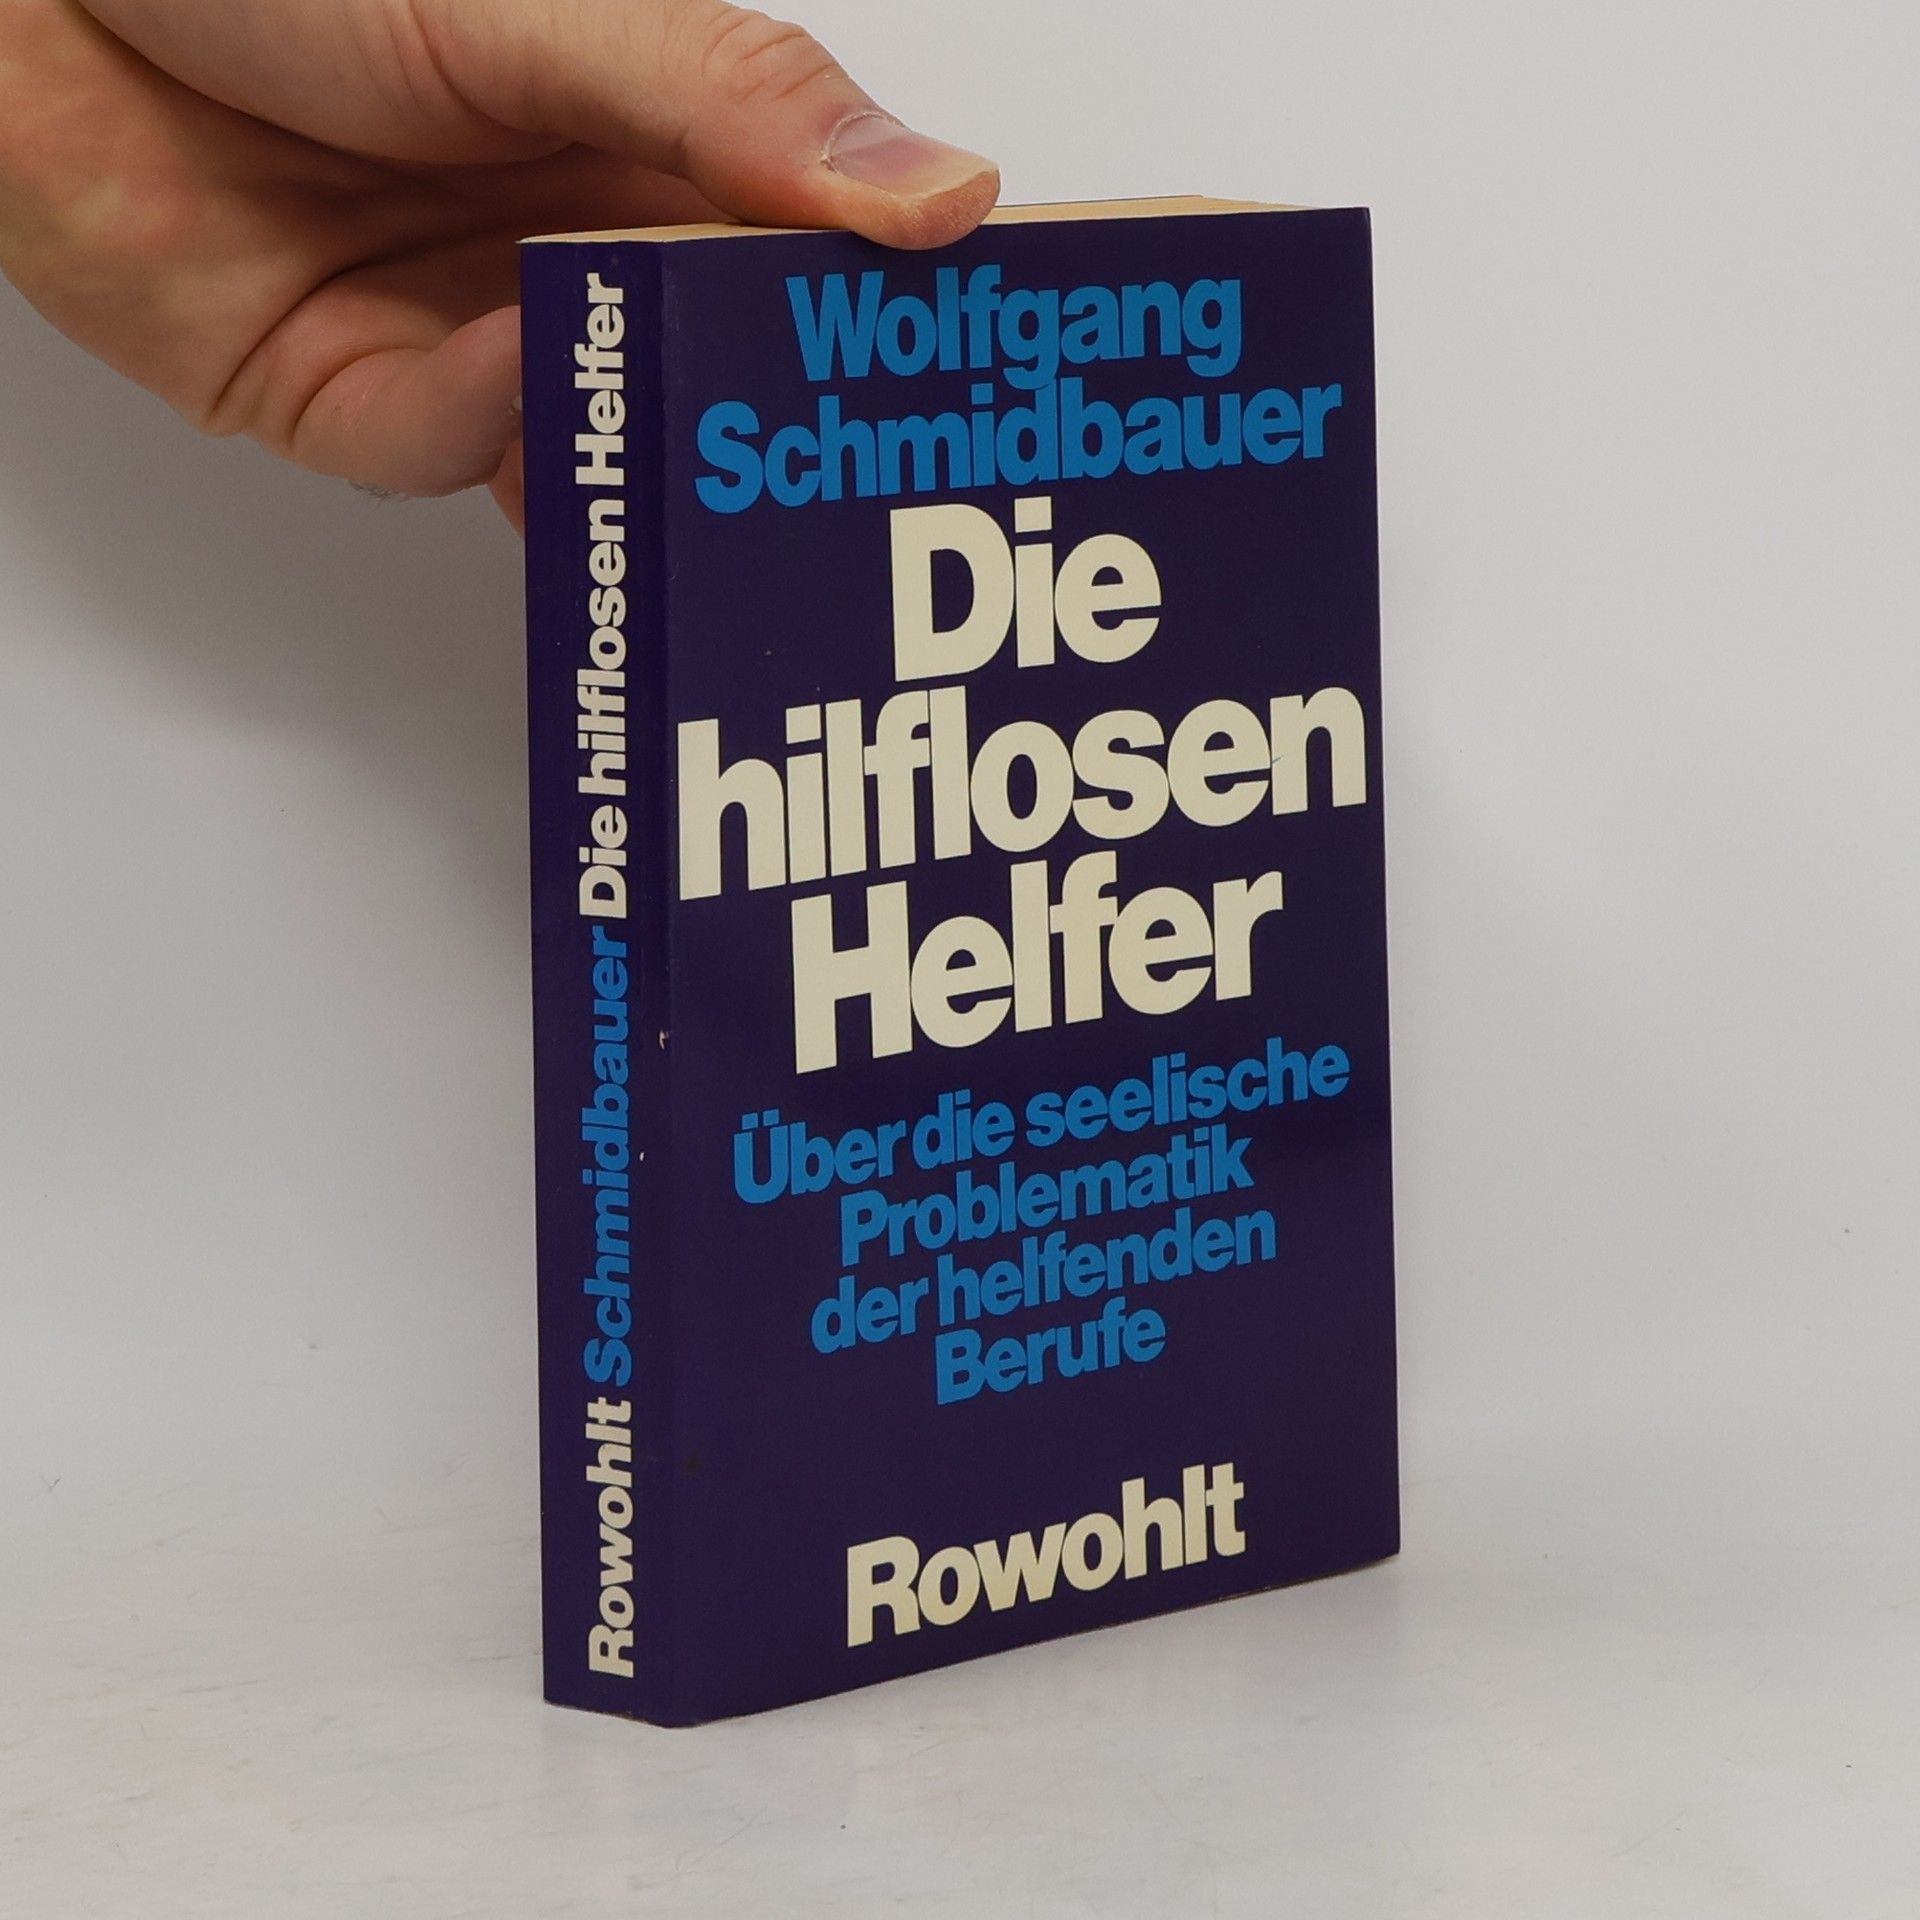 Rowohlt Schmidbauer Die hilflosen Helfer
Wolfgang
Schmidbauer
Die
hilflosen
Helfer
Über die seelische
Problematik
der helfenden
Berufe
Rowohlt